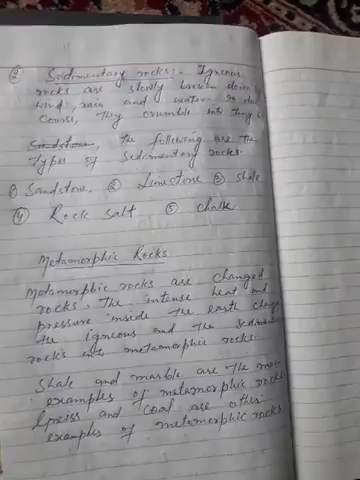 ② Sedimentary rocks:- Igneous
rocks are slowly broken down by
wind, rain and water. In due
course, they crumble into tiny
Sandstone, the following are the
types of sedimentary rocks.
① Sandstone, ② Limestone ③ shale
④ Rock salt ⑤ chalk
Metamorphic Rocks
Metamorphic rocks are changed
rocks. The intense heat and
pressure inside the earth change
the igneous and the sedimen
rocks into metamorphic rocks.
Shale and marble are the main
examples of metamorphic rocks
Gneiss and Coal are other
examples of metamorphic rocks